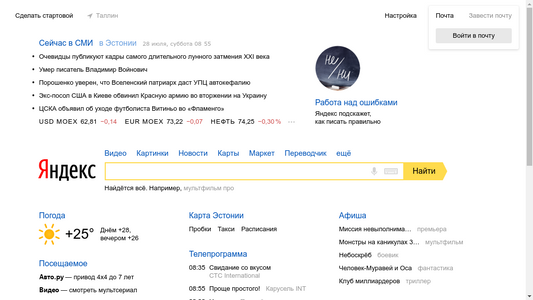 Сделать стартовой
Таллин
Настройка
Почта
Завести почту
Войти в почту
Сейчас в СМИ в Эстонии 28 июля, суббота 08 55
Очевидцы публикуют кадры самого длительного лунного затмения XXI века
Умер писатель Владимир Войнович
Порошенко уверен, что Вселенский патриарх даст УПЦ автокефалию
Экс-посол США в Киеве обвинил Красную армию во вторжении на Украину
ЦСКА объявил об уходе футболиста Витиньо во «Фламенго»
USD MOEX 62,81 −0,14 EUR MOEX 73,22 −0,07 НЕФТЬ 74,25 −0,30 % ···
не/
ни
Работа над ошибками
Яндекс подскажет,
как писать правильно
Видео Картинки Новости Карты Маркет Переводчик ещё
Яндекс
Найти
Найдётся всё. Например, мультфильм про
Погода
+25° Днём +28,
вечером +26
Посещаемое
Авто.ру — привод 4х4 до 7 лет
Видео — смотреть мультсериал
Карта Эстонии
Пробки Такси Расписания
Телепрограмма
08:35 Свидание со вкусом
CTC International
08:55 Проще простого! Карусель INT
Афиша
Миссия невыполнима... премьера
Монстры на каникулах 3... мультфильм
Небоскрёб боевик
Человек-Муравей и Оса фантастика
Клуб миллиардеров триллер